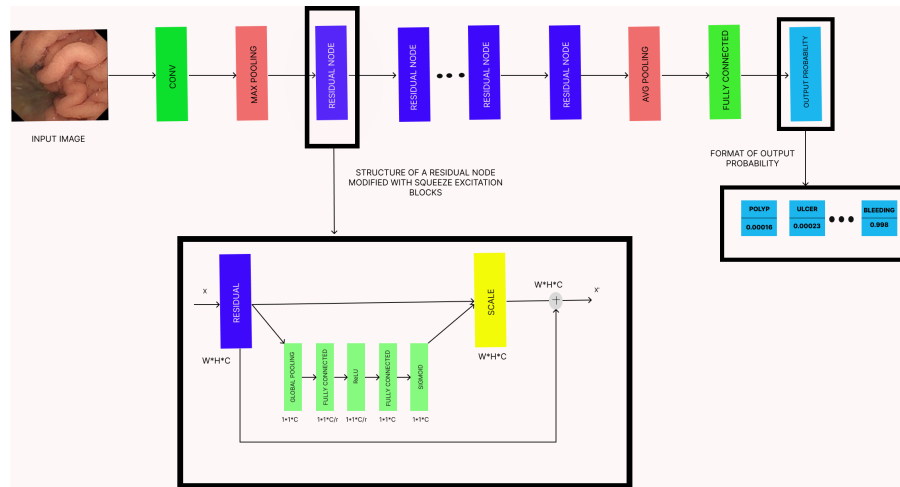 INPUT IMAGE
CONV
MAX POOLING
RESIDUAL NODE
RESIDUAL NODE
RESIDUAL NODE
RESIDUAL NODE
AVG POOLING
FULLY CONNECTED
OUTPUT PROBABILITY
STRUCTURE OF A RESIDUAL NODE
MODIFIED WITH SQUEEZE EXCITATION
BLOCKS
FORMAT OF OUTPUT
PROBABILITY
POLYP
0.00016
ULCER
0.00023
BLEEDING
0.998
X
RESIDUAL
W*H*C
GLOBAL POOLING
1*1*C
FULLY CONNECTED
1*1*C/r
ReLU
1*1*C/r
FULLY CONNECTED
1*1*C
SIGMOID
1*1*C
SCALE
W*H*C
W*H*C
+
X'